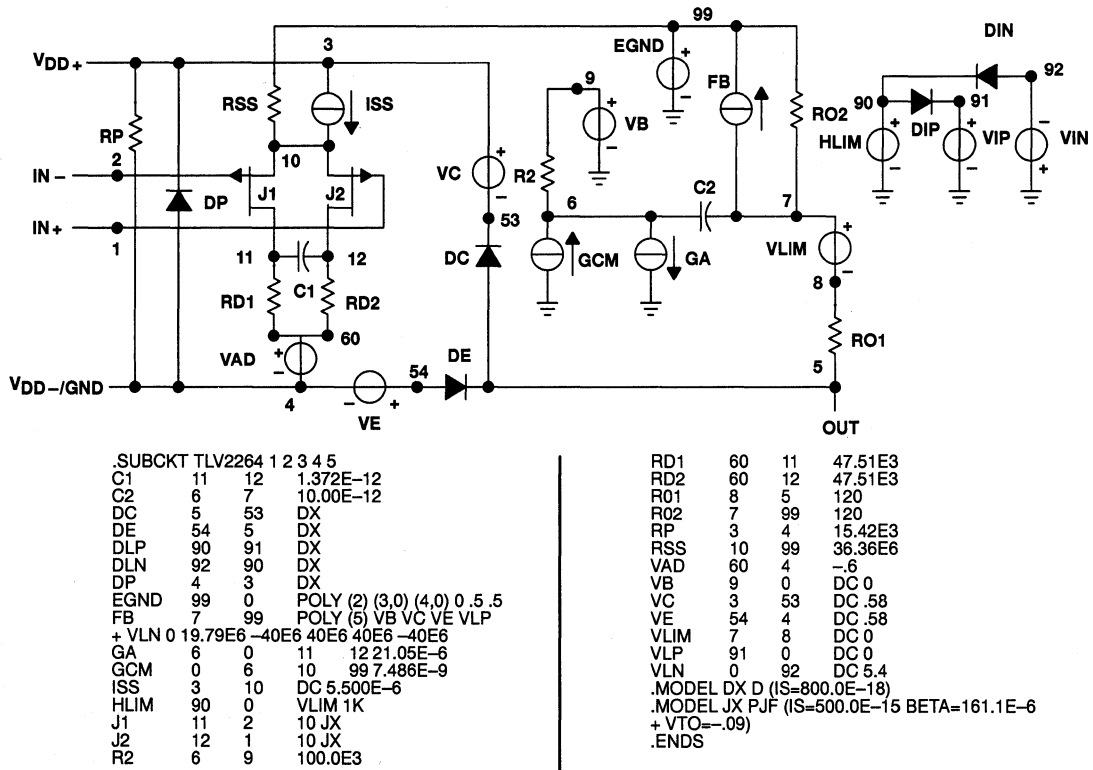 99
DIN
3
EGND
+
−
VDD+
92
9
FB
RSS
ISS
90
91
+
VB
−
RO2
RP
DIP
HLIM
+
−
VIP
+
−
VIN
−
+
10
2
VC
+
−
R2
IN −
J1
J2
C2
DP
6
7
53
IN+
1
DC
GCM
GA
VLIM
+
−
11
12
C1
8
RD1
RD2
RO1
60
VAD
+
−
DE
5
VDD−/GND
54
4
−
+
VE
OUT
.SUBCKT TLV2264 1 2 3 4 5
C1 11 12 1.372E−12
C2 6 7 10.00E−12
DC 5 53 DX
DE 54 5 DX
DLP 90 91 DX
DLN 92 90 DX
DP 4 3 DX
EGND 99 0 POLY (2) (3,0) (4,0) 0 .5 .5
FB 7 99 POLY (5) VB VC VE VLP
+ VLN 0 19.79E6 −40E6 40E6 40E6 −40E6
GA 6 0 11 12 21.05E−6
GCM 0 6 10 99 7.486E−9
ISS 3 10 DC 5.500E−6
HLIM 90 0 VLIM 1K
J1 11 2 10 JX
J2 12 1 10 JX
R2 6 9 100.0E3
RD1 60 11 47.51E3
RD2 60 12 47.51E3
R01 8 5 120
R02 7 99 120
RP 3 4 15.42E3
RSS 10 99 36.36E6
VAD 60 4 −.6
VB 9 0 DC 0
VC 3 53 DC .58
VE 54 4 DC .58
VLIM 7 8 DC 0
VLP 91 0 DC 0
VLN 0 92 DC 5.4
.MODEL DX D (IS=800.0E−18)
.MODEL JX PJF (IS=500.0E−15 BETA=161.1E−6
+ VTO=−.09)
.ENDS